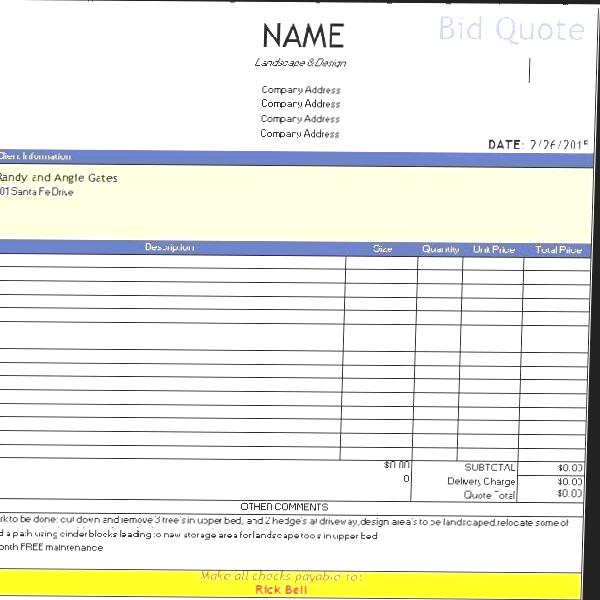 Bid Quote
NAME
Landscape & Design
Company Address
Company Address
Company Address
Company Address
DATE: 2/26/2015
Client Information
Randy and Angle Gates
01 Santa Fe Drive
Description Size Quantity Unit Price Total Price
$0.00 SUBTOTAL $0.00
0 Delivery Charge $0.00
Quote Total $0.00
OTHER COMMENTS
rk to be done: cut down and remove 3 tree's in upper bed, and 2 hedge's at driveway, design area's to be landscaped, relocate some of
d a path using cinder blocks leading to new storage area for landscape tools in upper bed
onth FREE maintenance
Make all checks payable to:
Rick Bell